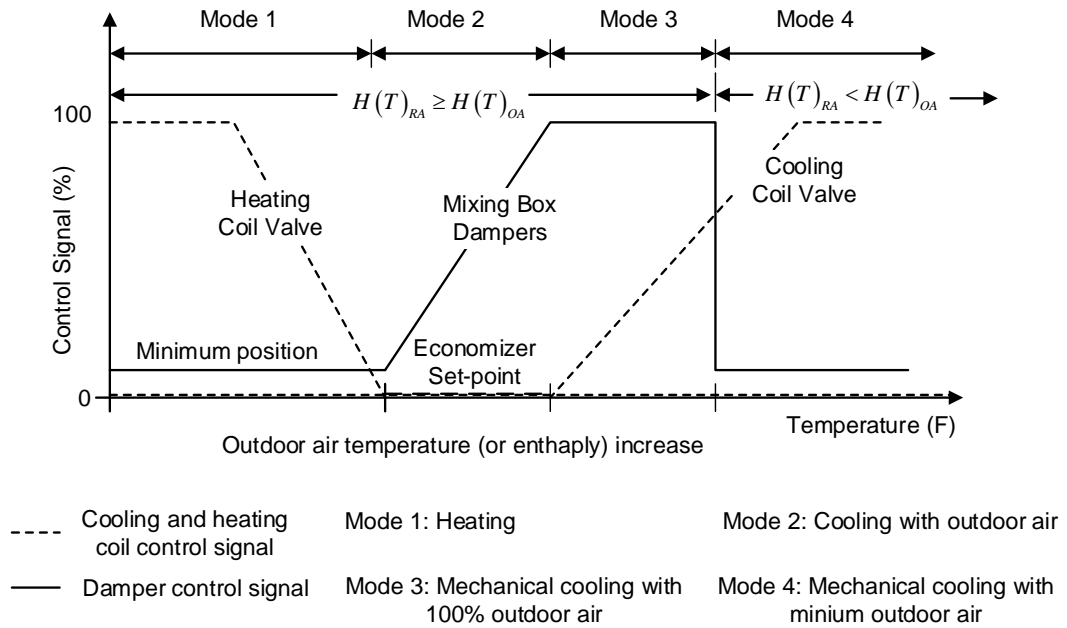 Mode 1
Mode 2
Mode 3
Mode 4
H(T)RA ≥ H(T)OA
H(T)RA < H(T)OA
100
Control Signal (%)
Heating
Coil Valve
Mixing Box
Dampers
Cooling
Coil Valve
Minimum position
Economizer
Set-point
0
Temperature (F)
Outdoor air temperature (or enthaply) increase
Cooling and heating
coil control signal
Mode 1: Heating
Mode 2: Cooling with outdoor air
Damper control signal
Mode 3: Mechanical cooling with
100% outdoor air
Mode 4: Mechanical cooling with
minium outdoor air